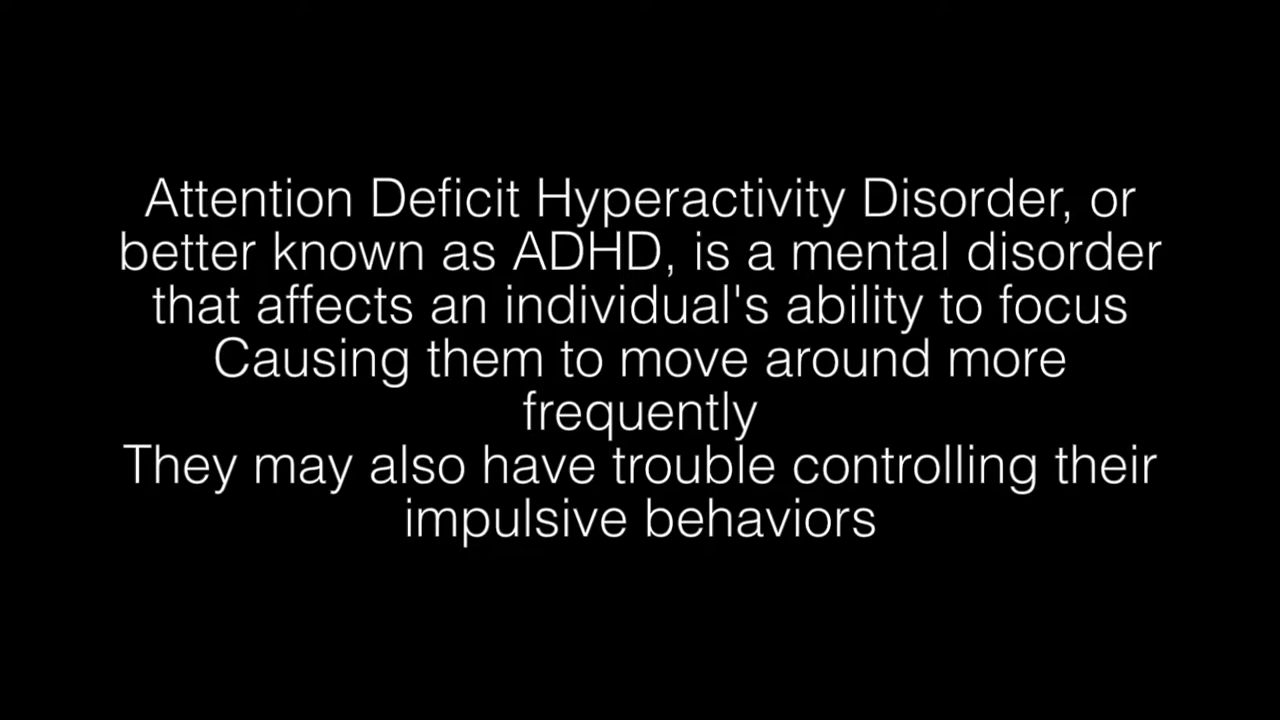 Attention Deficit Hyperactivity Disorder, or
better known as ADHD, is a mental disorder
that affects an individual's ability to focus
Causing them to move around more
frequently
They may also have trouble controlling their
impulsive behaviors